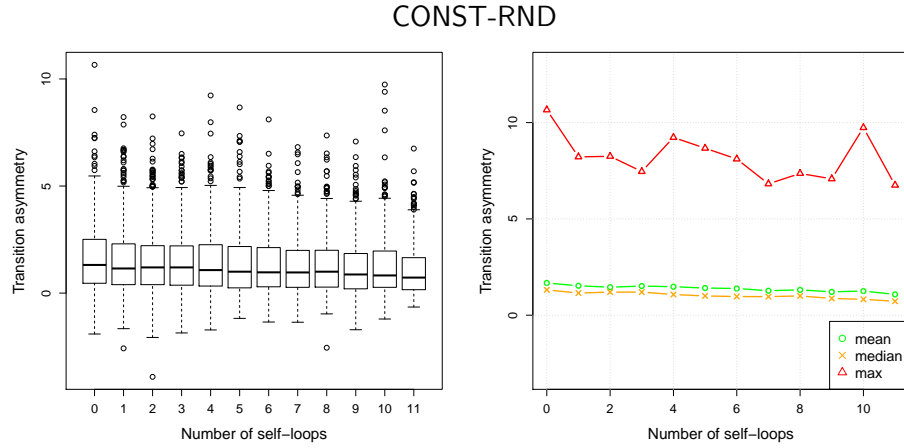 CONST-RND
Transition asymmetry
10
5
0
0 1 2 3 4 5 6 7 8 9 10 11
Number of self-loops
Transition asymmetry
10
5
0
0 2 4 6 8 10
Number of self-loops
mean
median
max